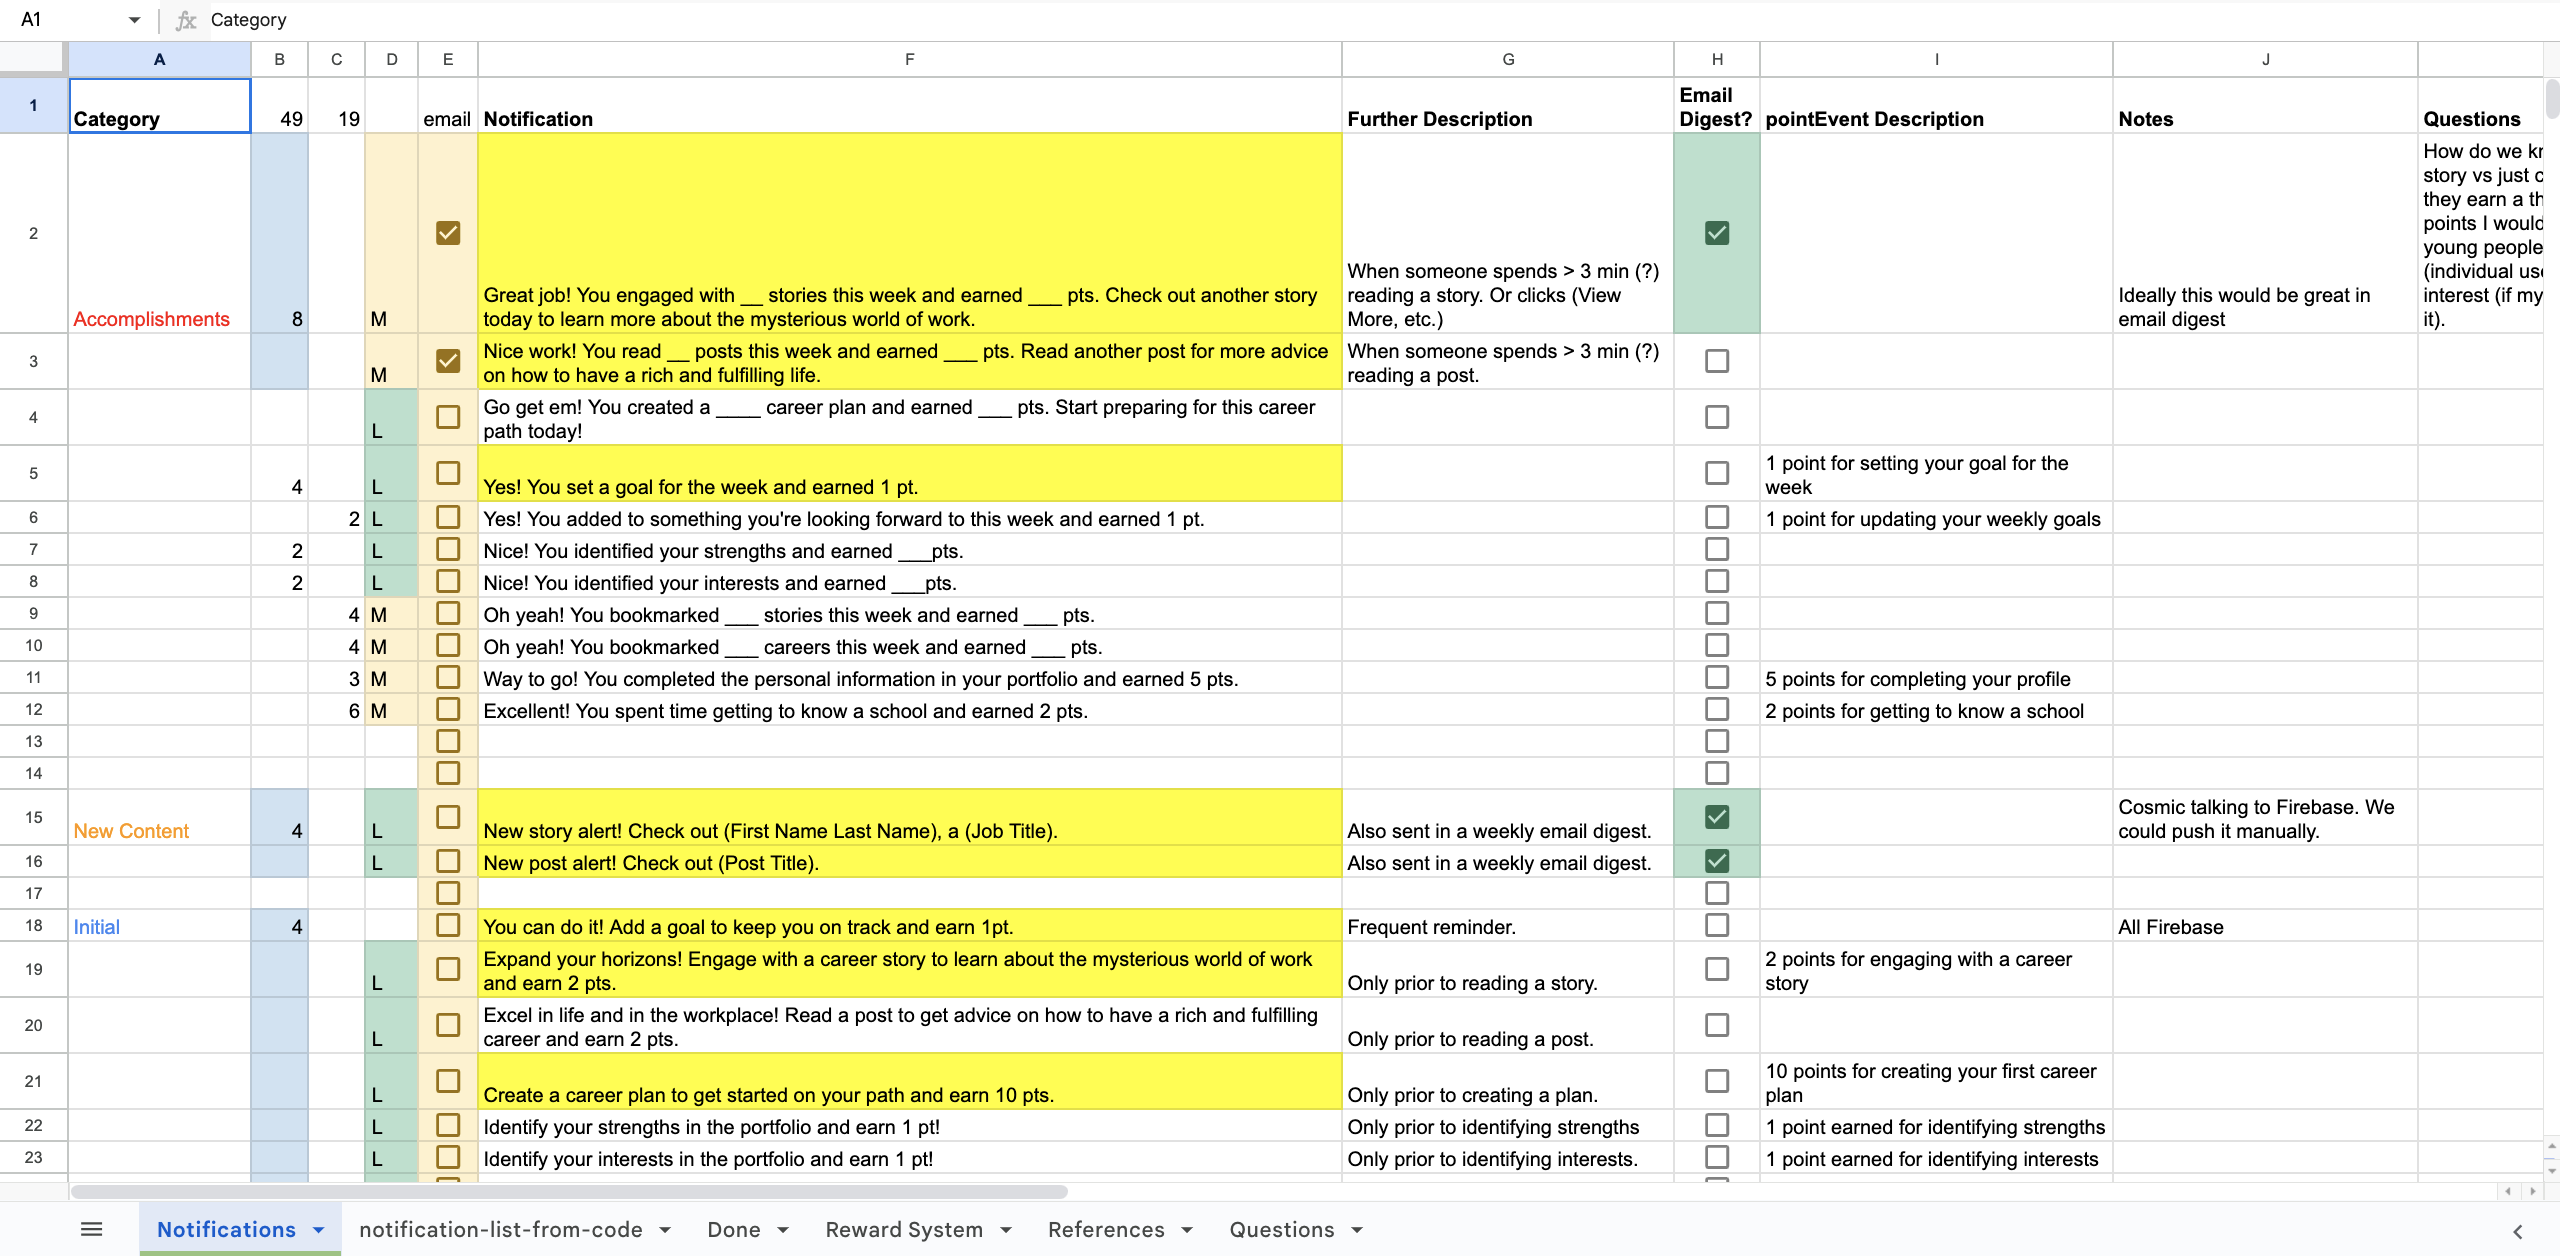 A1 fx Category
A B C D E F G H I J
1 Category 49 19 email Notification Further Description Email Digest? pointEvent Description Notes Questions
2 Accomplishments 8 M Great job! You engaged with __ stories this week and earned ___ pts. Check out another story
today to learn more about the mysterious world of work.
When someone spends > 3 min (?)
reading a story. Or clicks (View
More, etc.)
Ideally this would be great in
email digest
How do we
story vs just
they earn a
points I would
young people
(individual
interest (if my
it).
3 M Nice work! You read __ posts this week and earned ___ pts. Read another post for more advice
on how to have a rich and fulfilling life.
When someone spends > 3 min (?)
reading a post.
4 L Go get em! You created a ____ career plan and earned ___ pts. Start preparing for this career
path today!
5 4 L Yes! You set a goal for the week and earned 1 pt.
1 point for setting your goal for the
week
6 2 L Yes! You added to something you're looking forward to this week and earned 1 pt. 1 point for updating your weekly goals
7 2 L Nice! You identified your strengths and earned ___pts.
8 2 L Nice! You identified your interests and earned ___pts.
9 4 M Oh yeah! You bookmarked ___ stories this week and earned ___ pts.
10 4 M Oh yeah! You bookmarked ___ careers this week and earned ___ pts.
11 3 M Way to go! You completed the personal information in your portfolio and earned 5 pts. 5 points for completing your profile
12 6 M Excellent! You spent time getting to know a school and earned 2 pts. 2 points for getting to know a school
13
14
15 New Content 4 L New story alert! Check out (First Name Last Name), a (Job Title). Also sent in a weekly email digest.
Cosmic talking to Firebase. We
could push it manually.
16 L New post alert! Check out (Post Title). Also sent in a weekly email digest.
17
18 Initial 4 You can do it! Add a goal to keep you on track and earn 1pt. Frequent reminder. All Firebase
19 L Expand your horizons! Engage with a career story to learn about the mysterious world of work
and earn 2 pts.
Only prior to reading a story.
2 points for engaging with a career
story
20 L Excel in life and in the workplace! Read a post to get advice on how to have a rich and fulfilling
career and earn 2 pts.
Only prior to reading a post.
21 L Create a career plan to get started on your path and earn 10 pts. Only prior to creating a plan.
10 points for creating your first career
plan
22 L Identify your strengths in the portfolio and earn 1 pt! Only prior to identifying strengths 1 point earned for identifying strengths
23 L Identify your interests in the portfolio and earn 1 pt! Only prior to identifying interests. 1 point earned for identifying interests
Notifications notification-list-from-code Done Reward System References Questions